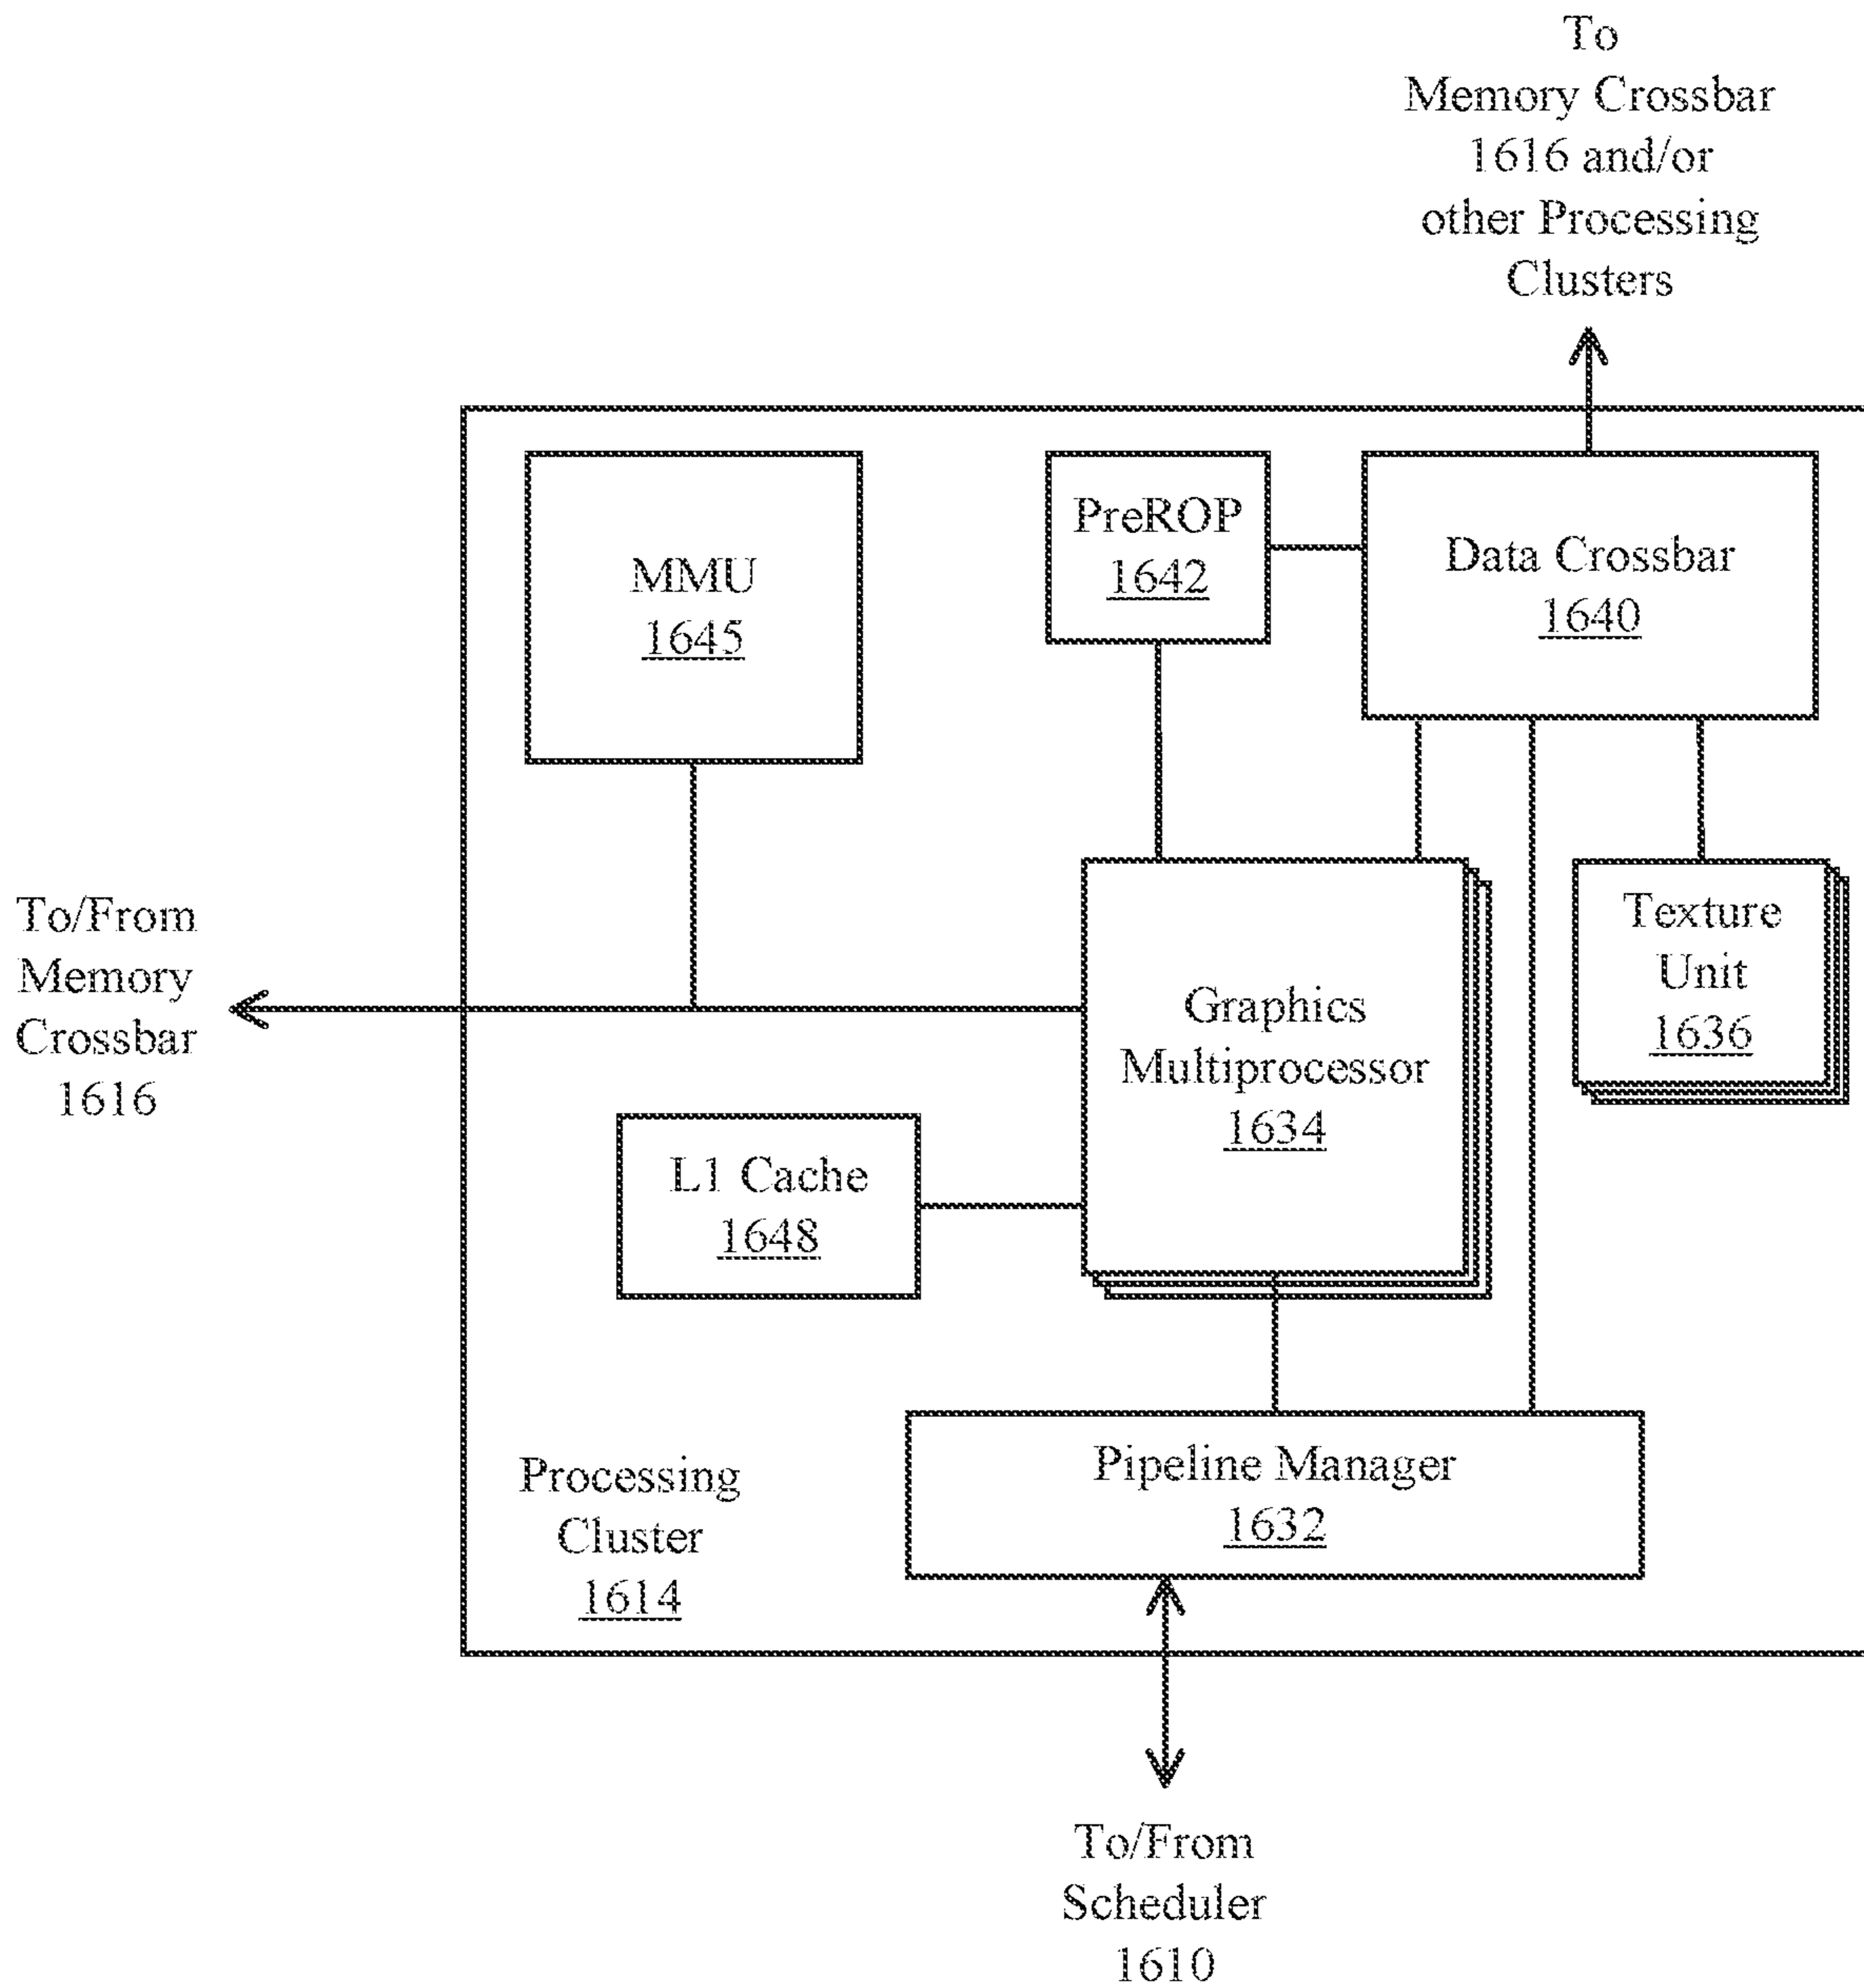 To
Memory Crossbar
1616 and/or
other Processing
Clusters
MMU
1645
PreROP
1642
Data Crossbar
1640
To/From
Memory
Crossbar
1616
Graphics
Multiprocessor
1634
Texture
Unit
1636
L1 Cache
1648
Processing
Cluster
1614
Pipeline Manager
1632
To/From
Scheduler
1610